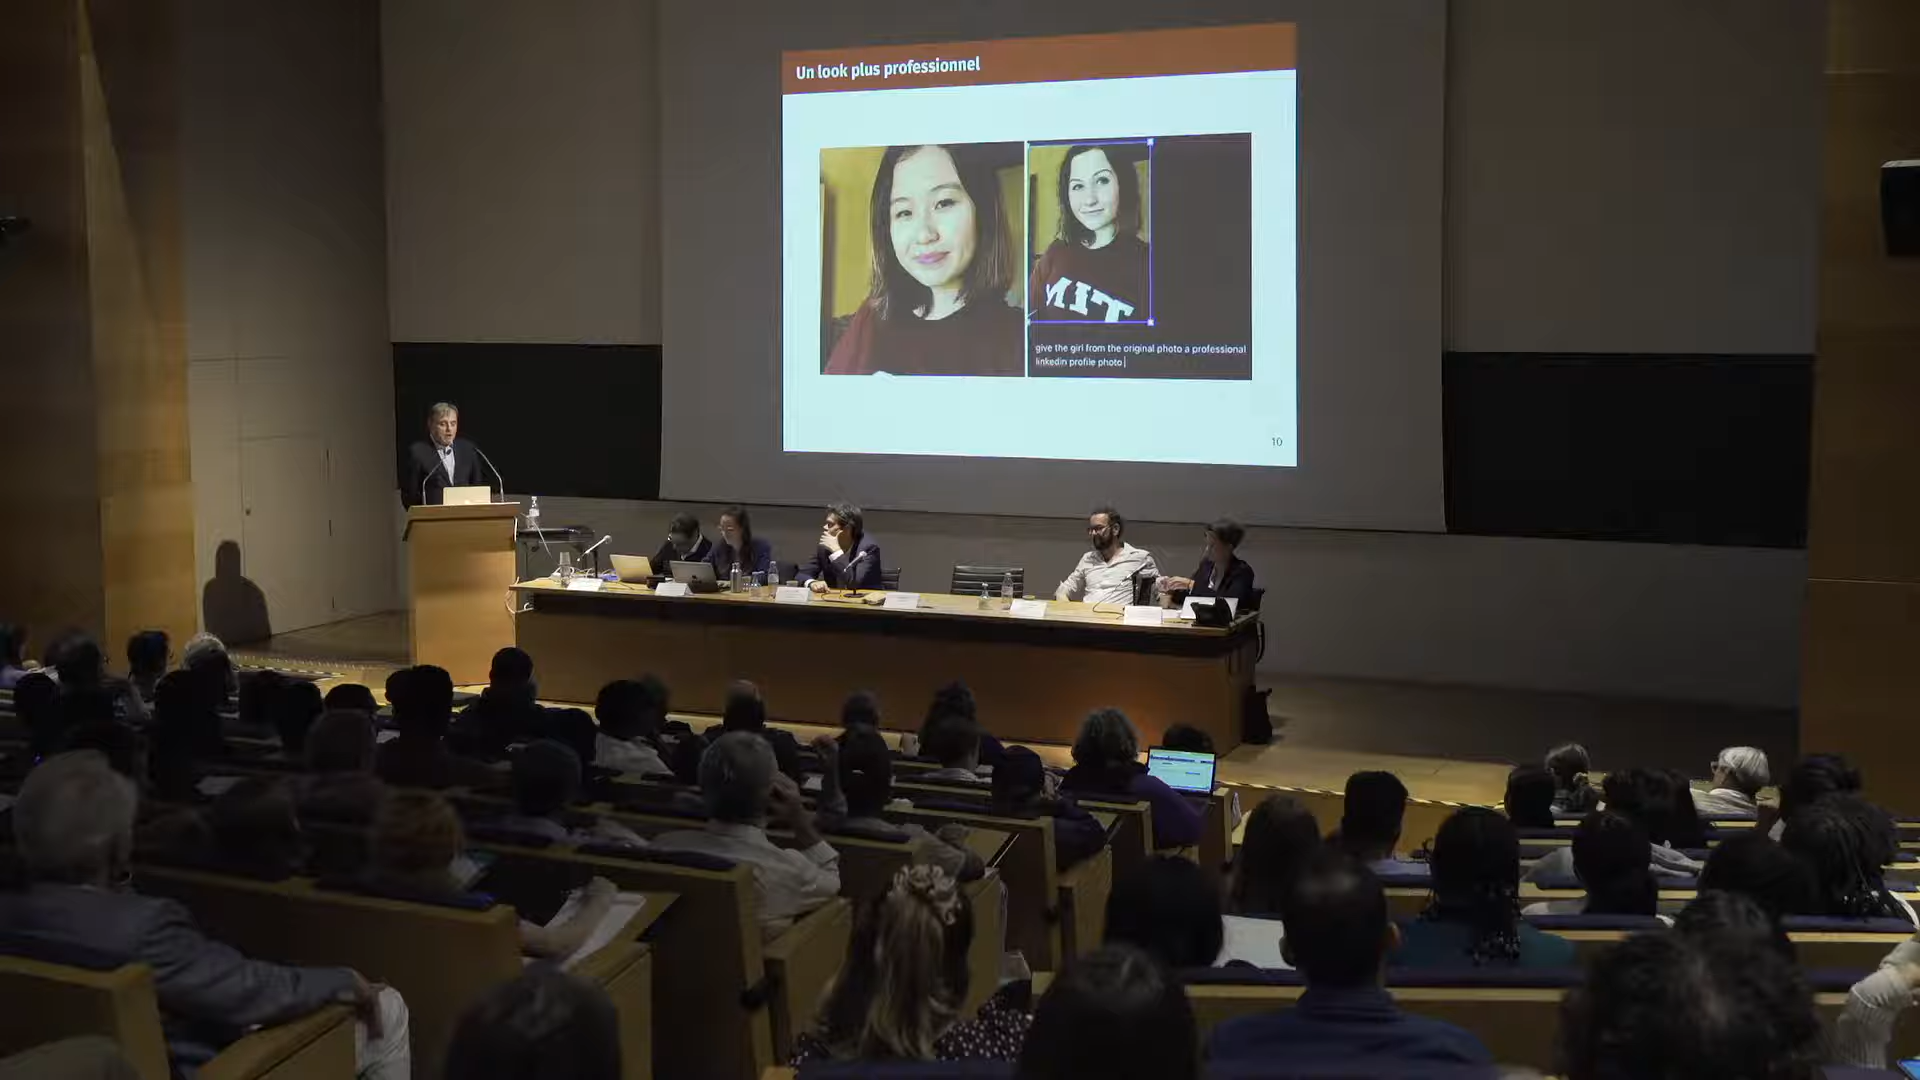 Un look plus professionnel
MIT
give the girl from the original photo a professional
linkedin profile photo
10